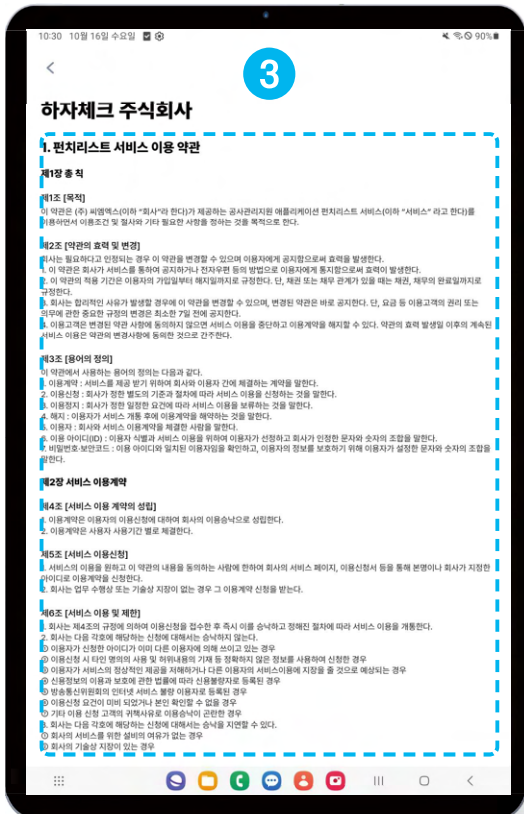 10:30 10월 16일 수요일 90%
3
하자체크 주식회사
1. 펀치리스트 서비스 이용 약관
제1장 총 칙
제1조 [목적]
이 약관은 (주) 씨엠엑스(이하 “회사”라 한다)가 제공하는 공사관리지원 애플리케이션 펀치리스트 서비스(이하 “서비스” 라고 한다)를
이용하면서 이용조건 및 절차와 기타 필요한 사항을 정하는 것을 목적으로 한다.
제2조 [약관의 효력 및 변경]
회사는 필요하다고 인정되는 경우 이 약관을 변경할 수 있으며 이용자에게 공지함으로써 효력을 발생한다.
1. 이 약관은 회사가 서비스를 통하여 공지하거나 전자우편 등의 방법으로 이용자에게 통지함으로써 효력이 발생한다.
2. 이 약관의 적용 기간은 이용자의 가입일부터 해지일까지로 규정한다. 단, 채권 또는 채무 관계가 있을 떄는 채권, 채무의 완료일까지로
규정한다.
3. 회사는 합리적인 사유가 발생할 경우에 이 약관을 변경할 수 있으며, 변경된 약관은 바로 공지한다. 단, 요금 등 이용고객의 권리 또는
의무에 관한 중요한 규정의 변경은 최소한 7일 전에 공지한다.
4. 이용고객은 변경된 약관 사항에 동의하지 않으면 서비스 이용을 중단하고 이용계약을 해지할 수 있다. 약관의 효력 발생일 이후의 계속된
서비스 이용은 약관의 변경사항에 동의한 것으로 간주한다.
제3조 [용어의 정의]
이 약관에서 사용하는 용어의 정의는 다음과 같다.
1. 이용계약 : 서비스를 제공 받기 위하여 회사와 이용자 간에 체결하는 계약을 말한다.
2. 이용신청 : 회사가 정한 별도의 기준과 절차에 따라 서비스 이용을 신청하는 것을 말한다.
3. 이용정지 : 회사가 정한 일정한 요건에 따라 서비스 이용을 보류하는 것을 말한다.
4. 해지 : 이용자가 서비스 개통 후에 이용계약을 해약하는 것을 말한다.
5. 이용자 : 회사와 서비스 이용계약을 체결한 사람을 말한다.
6. 이용 아이디(ID) : 이용자 식별과 서비스 이용을 위하여 이용자가 선정하고 회사가 인정한 문자와 숫자의 조합을 말한다.
7. 비밀번호·보안코드 : 이용 아이디와 일치된 이용자임을 확인하고, 이용자의 정보를 보호하기 위해 이용자가 설정한 문자와 숫자의 조합을
말한다.
제2장 서비스 이용계약
제4조 [서비스 이용 계약의 성립]
1. 이용계약은 이용자의 이용신청에 대하여 회사의 이용승낙으로 성립한다.
2. 이용계약은 사용자 사용기간 별로 체결한다.
제5조 [서비스 이용신청]
1. 서비스의 이용을 원하고 이 약관의 내용을 동의하는 사람에 한하여 회사의 서비스 페이지, 이용신청서 등을 통해 본명이나 회사가 지정한
아이디로 이용계약을 신청한다.
2. 회사는 업무 수행상 또는 기술상 지장이 없는 경우 그 이용계약 신청을 받는다.
제6조 [서비스 이용 및 제한]
1. 회사는 제4조의 규정에 의하여 이용신청을 접수한 후 즉시 이를 승낙하고 정해진 절차에 따라 서비스 이용을 개통한다.
2. 회사는 다음 각호에 해당하는 신청에 대해서는 승낙하지 않는다.
① 이용자가 신청한 아이디가 이미 다른 이용자에 의해 쓰이고 있는 경우
② 이용신청 시 타인 명의의 사용 및 허위내용의 기재 등 정확하지 않은 정보를 사용하여 신청한 경우
③ 이용자가 서비스의 정상적인 제공을 저해하거나 다른 이용자의 서비스이용에 지장을 줄 것으로 예상되는 경우
④ 신용정보의 이용과 보호에 관한 법률에 따라 신용불량자로 등록된 경우
⑤ 방송통신위원회의 인터넷 서비스 불량 이용자로 등록된 경우
⑥ 이용신청 요건이 미비 되었거나 본인 확인할 수 없을 경우
⑦ 기타 이용 신청 고객의 귀책사유로 이용승낙이 곤란한 경우
3. 회사는 다음 각호에 해당하는 신청에 대해서는 승낙을 지연할 수 있다.
① 회사의 서비스를 위한 설비의 여유가 없는 경우
② 회사의 기술상 지장이 있는 경우